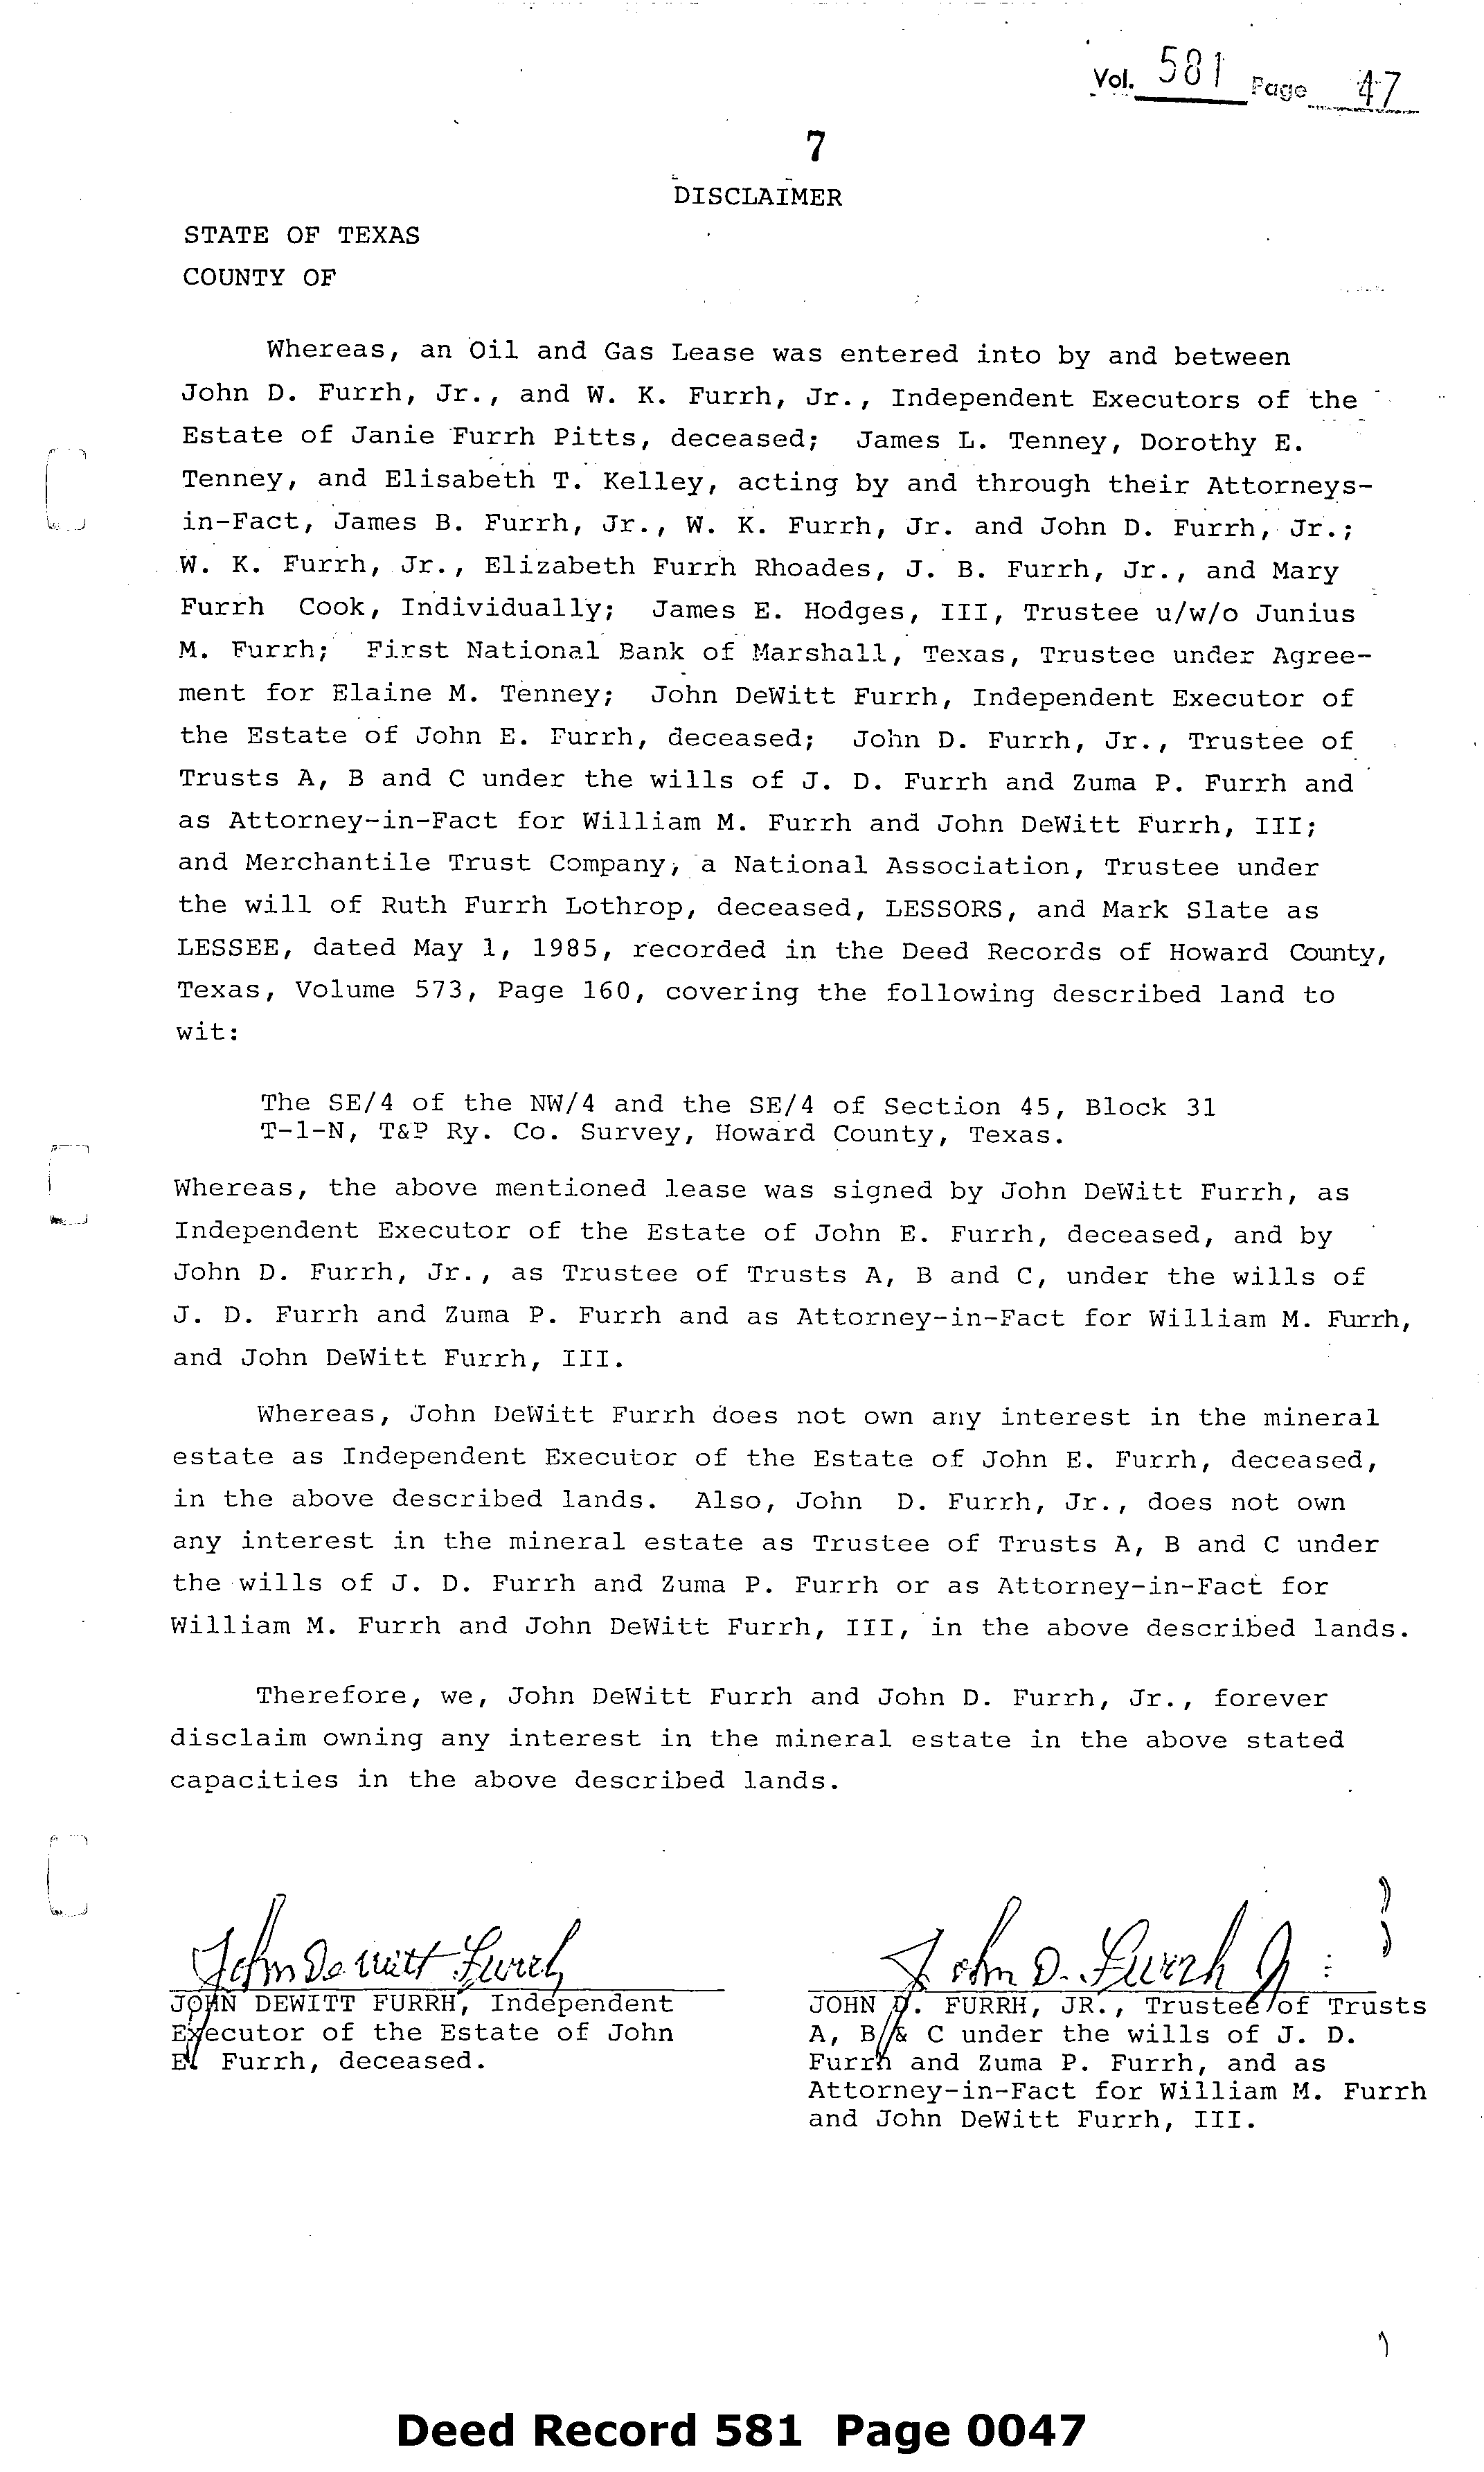 Vol. 581 Page 47
7
DISCLAIMER
STATE OF TEXAS
COUNTY OF
Whereas, an Oil and Gas Lease was entered into by and between
John D. Furrh, Jr., and W. K. Furrh, Jr., Independent Executors of the
Estate of Janie Furrh Pitts, deceased; James L. Tenney, Dorothy E.
Tenney, and Elisabeth T. Kelley, acting by and through their Attorneys-
in-Fact, James B. Furrh, Jr., W. K. Furrh, Jr. and John D. Furrh, Jr.;
W. K. Furrh, Jr., Elizabeth Furrh Rhoades, J. B. Furrh, Jr., and Mary
Furrh Cook, Individually; James E. Hodges, III, Trustee u/w/o Junius
M. Furrh; First National Bank of Marshall, Texas, Trustee under Agree-
ment for Elaine M. Tenney; John DeWitt Furrh, Independent Executor of
the Estate of John E. Furrh, deceased; John D. Furrh, Jr., Trustee of
Trusts A, B and C under the wills of J. D. Furrh and Zuma P. Furrh and
as Attorney-in-Fact for William M. Furrh and John DeWitt Furrh, III;
and Merchantile Trust Company, a National Association, Trustee under
the will of Ruth Furrh Lothrop, deceased, LESSORS, and Mark Slate as
LESSEE, dated May 1, 1985, recorded in the Deed Records of Howard County,
Texas, Volume 573, Page 160, covering the following described land to
wit:
The SE/4 of the NW/4 and the SE/4 of Section 45, Block 31
T-1-N, T&P Ry. Co. Survey, Howard County, Texas.
Whereas, the above mentioned lease was signed by John DeWitt Furrh, as
Independent Executor of the Estate of John E. Furrh, deceased, and by
John D. Furrh, Jr., as Trustee of Trusts A, B and C, under the wills of
J. D. Furrh and Zuma P. Furrh and as Attorney-in-Fact for William M. Furrh,
and John DeWitt Furrh, III.
Whereas, John DeWitt Furrh does not own any interest in the mineral
estate as Independent Executor of the Estate of John E. Furrh, deceased,
in the above described lands. Also, John D. Furrh, Jr., does not own
any interest in the mineral estate as Trustee of Trusts A, B and C under
the wills of J. D. Furrh and Zuma P. Furrh or as Attorney-in-Fact for
William M. Furrh and John DeWitt Furrh, III, in the above described lands.
Therefore, we, John DeWitt Furrh and John D. Furrh, Jr., forever
disclaim owning any interest in the mineral estate in the above stated
capacities in the above described lands.
John DeWitt Furrh
JOHN DEWITT FURRH, Independent
Executor of the Estate of John
E. Furrh, deceased.
John D. Furrh Jr
JOHN D. FURRH, JR., Trustee of Trusts
A, B & C under the wills of J. D.
Furrh and Zuma P. Furrh, and as
Attorney-in-Fact for William M. Furrh
and John DeWitt Furrh, III.
Deed Record 581 Page 0047